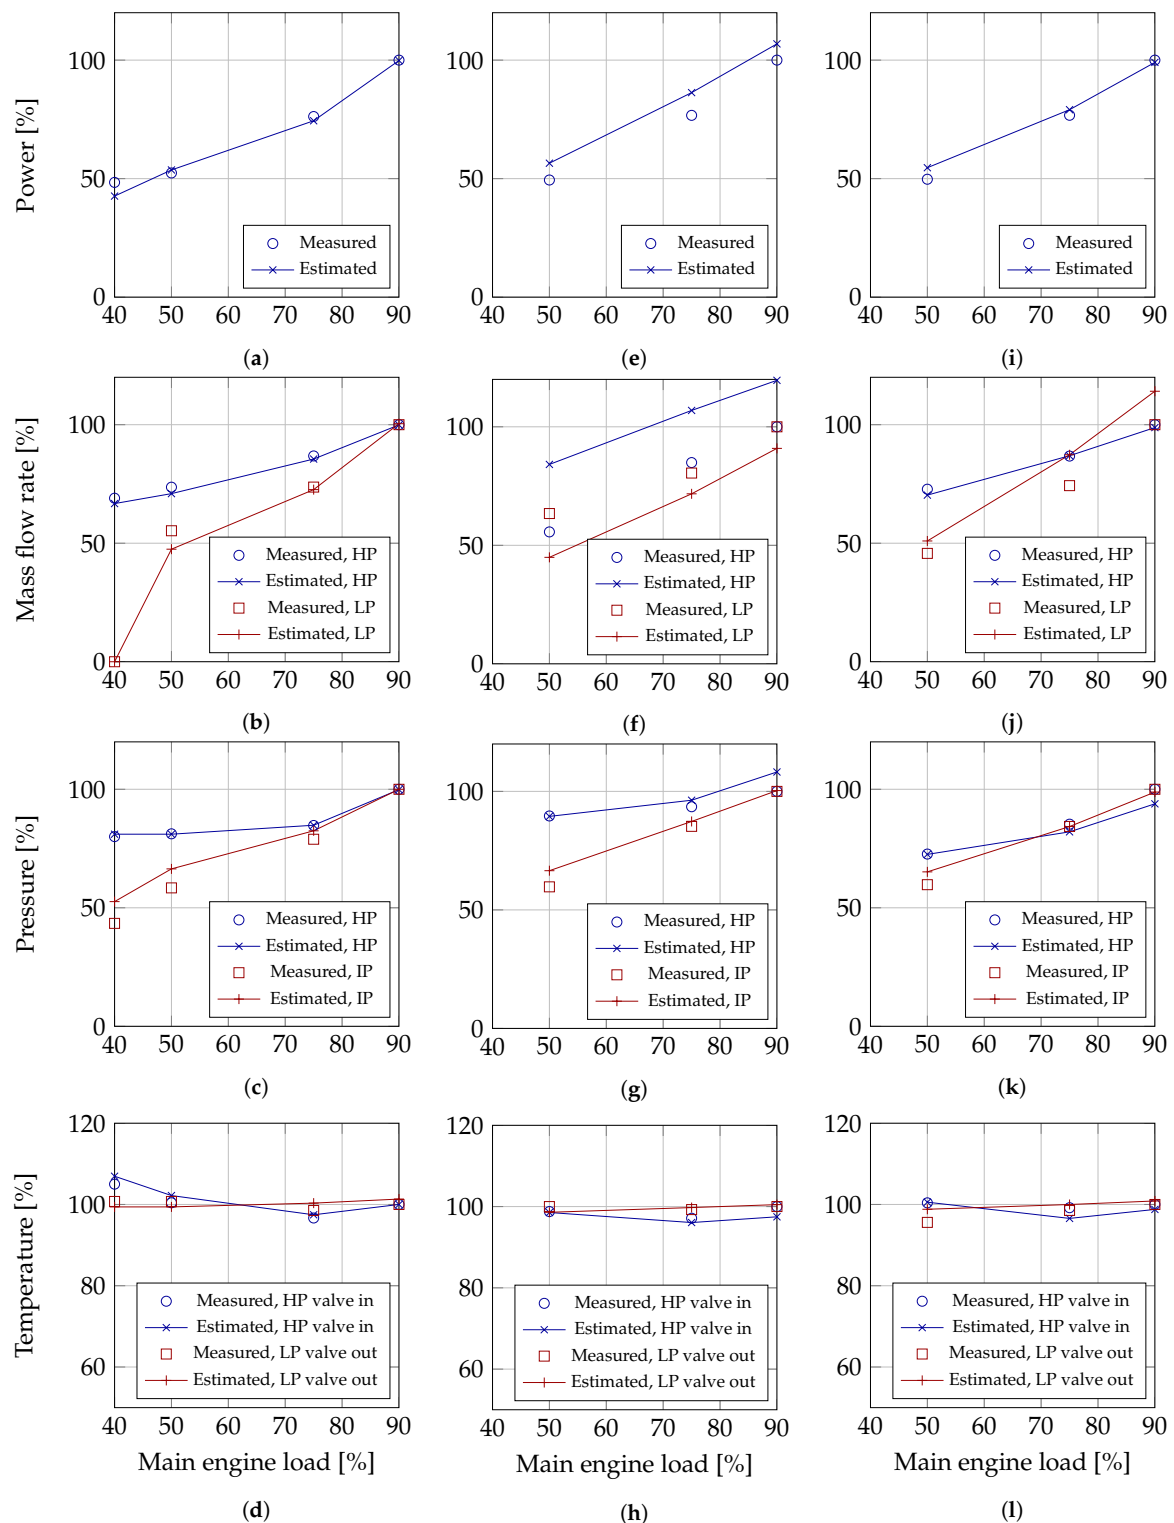 Power [%]
100
50
0
Measured
Estimated
40 50 60 70 80 90
(a)
100
50
0
Measured
Estimated
40 50 60 70 80 90
(e)
100
50
0
Measured
Estimated
40 50 60 70 80 90
(i)
Mass flow rate [%]
100
50
0
Measured, HP
Estimated, HP
Measured, LP
Estimated, LP
40 50 60 70 80 90
(b)
100
50
0
Measured, HP
Estimated, HP
Measured, LP
Estimated, LP
40 50 60 70 80 90
(f)
100
50
0
Measured, HP
Estimated, HP
Measured, LP
Estimated, LP
40 50 60 70 80 90
(j)
Pressure [%]
100
50
0
Measured, HP
Estimated, HP
Measured, IP
Estimated, IP
40 50 60 70 80 90
(c)
100
50
0
Measured, HP
Estimated, HP
Measured, IP
Estimated, IP
40 50 60 70 80 90
(g)
100
50
0
Measured, HP
Estimated, HP
Measured, IP
Estimated, IP
40 50 60 70 80 90
(k)
Temperature [%]
120
100
80
60
Measured, HP valve in
Estimated, HP valve in
Measured, LP valve out
Estimated, LP valve out
40 50 60 70 80 90
Main engine load [%]
(d)
120
100
80
60
Measured, HP valve in
Estimated, HP valve in
Measured, LP valve out
Estimated, LP valve out
40 50 60 70 80 90
Main engine load [%]
(h)
120
100
80
60
Measured, HP valve in
Estimated, HP valve in
Measured, LP valve out
Estimated, LP valve out
40 50 60 70 80 90
Main engine load [%]
(l)